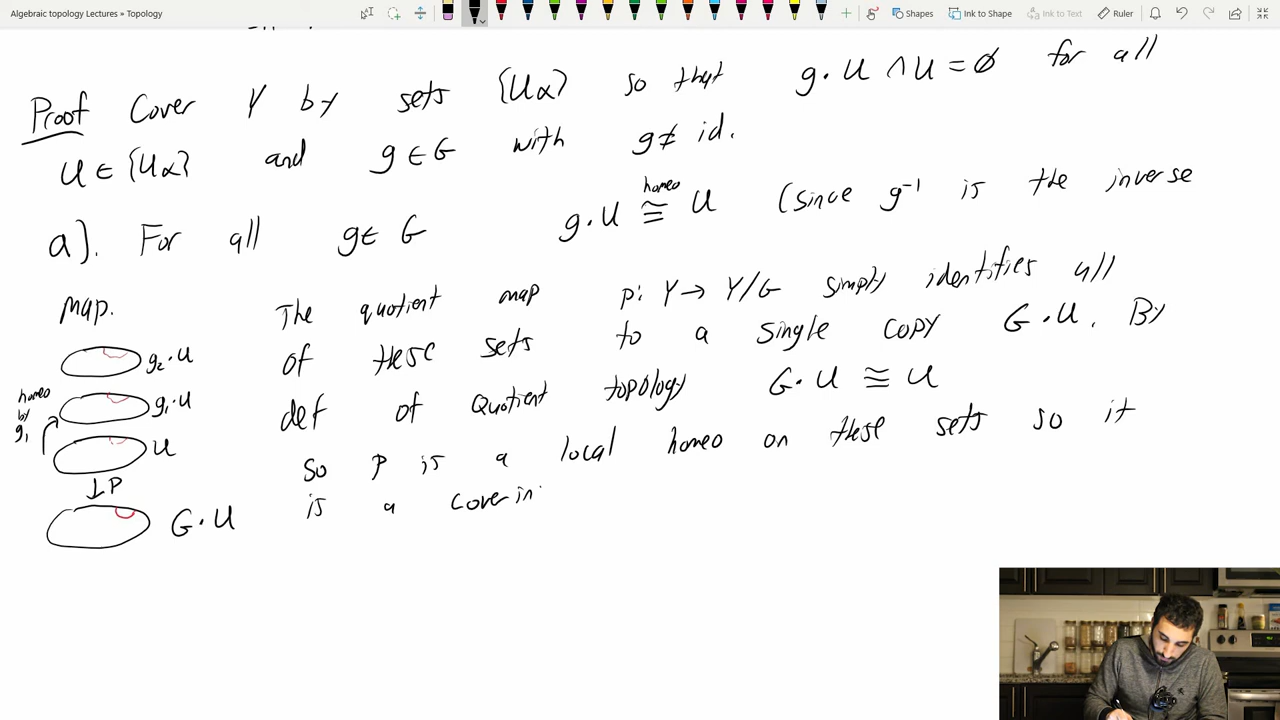 Algebraic topology Lectures » Topology
Shapes
Ink to Shape
Ink to Text
Ruler
Proof Cover Y by sets {Uα} so that g·U ∩ U = ∅ for all
U ∈ {Uα} and g ∈ G with g ≠ id.
a). For all g ∈ G g·U ≅ U (since g⁻¹ is the inverse
homeo
map. The quotient map p: Y → Y/G simply identifies all
of these sets to a single copy G·U. By
def of Quotient topology G·U ≅ U
So p is a local homeo on these sets so it
is a coverin
g₂·U
homeo by g₁
g₁·U
U
↓P
G·U